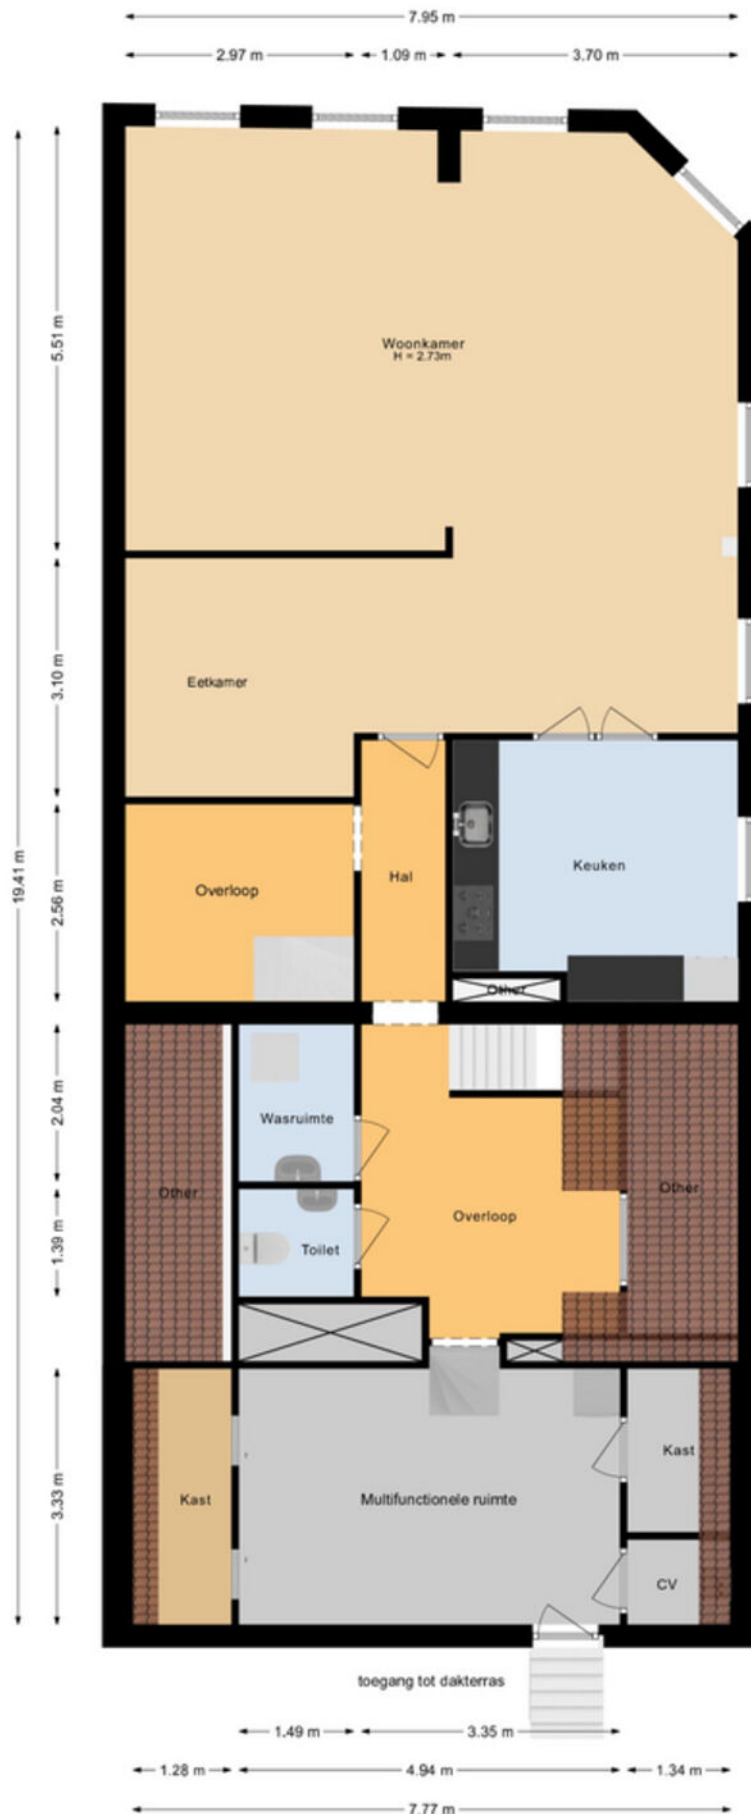 7.95 m
2.97 m
1.09 m
3.70 m
5.51 m
Woonkamer
H = 2.73m
3.10 m
Eetkamer
19.41 m
2.56 m
Overloop
Hal
Keuken
Other
2.04 m
Wasruimte
Other
Other
1.39 m
Toilet
Overloop
3.33 m
Kast
Multifunctionele ruimte
Kast
CV
toegang tot dakterras
1.49 m
3.35 m
1.28 m
4.94 m
1.34 m
7.77 m